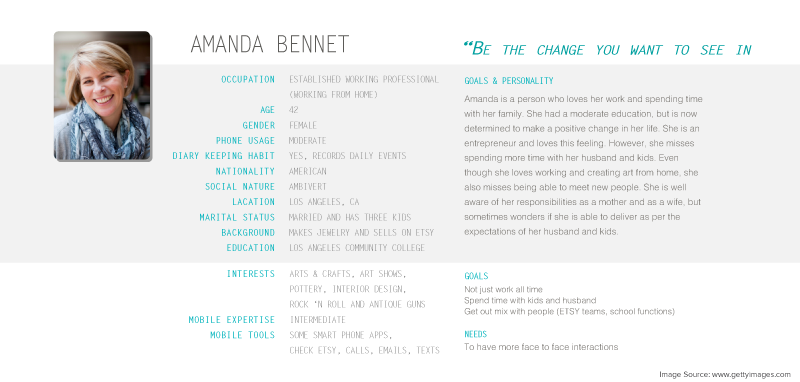 AMANDA BENNET
"BE THE CHANGE YOU WANT TO SEE IN
OCCUPATION ESTABLISHED WORKING PROFESSIONAL
(WORKING FROM HOME)
AGE 42
GENDER FEMALE
PHONE USAGE MODERATE
DIARY KEEPING HABIT YES, RECORDS DAILY EVENTS
NATIONALITY AMERICAN
SOCIAL NATURE AMBIVERT
LACATION LOS ANGELES, CA
MARITAL STATUS MARRIED AND HAS THREE KIDS
BACKGROUND MAKES JEWELRY AND SELLS ON ETSY
EDUCATION LOS ANGELES COMMUNITY COLLEGE
INTERESTS ARTS & CRAFTS, ART SHOWS,
POTTERY, INTERIOR DESIGN,
ROCK 'N ROLL AND ANTIQUE GUNS
MOBILE EXPERTISE INTERMEDIATE
MOBILE TOOLS SOME SMART PHONE APPS,
CHECK ETSY, CALLS, EMAILS, TEXTS
GOALS & PERSONALITY
Amanda is a person who loves her work and spending time
with her family. She had a moderate education, but is now
determined to make a positive change in her life. She is an
entrepreneur and loves this feeling. However, she misses
spending more time with her husband and kids. Even
though she loves working and creating art from home, she
also misses being able to meet new people. She is well
aware of her responsibilities as a mother and as a wife, but
sometimes wonders if she is able to deliver as per the
expectations of her husband and kids.
GOALS
Not just work all time
Spend time with kids and husband
Get out mix with people (ETSY teams, school functions)
NEEDS
To have more face to face interactions
Image Source: www.gettyimages.com